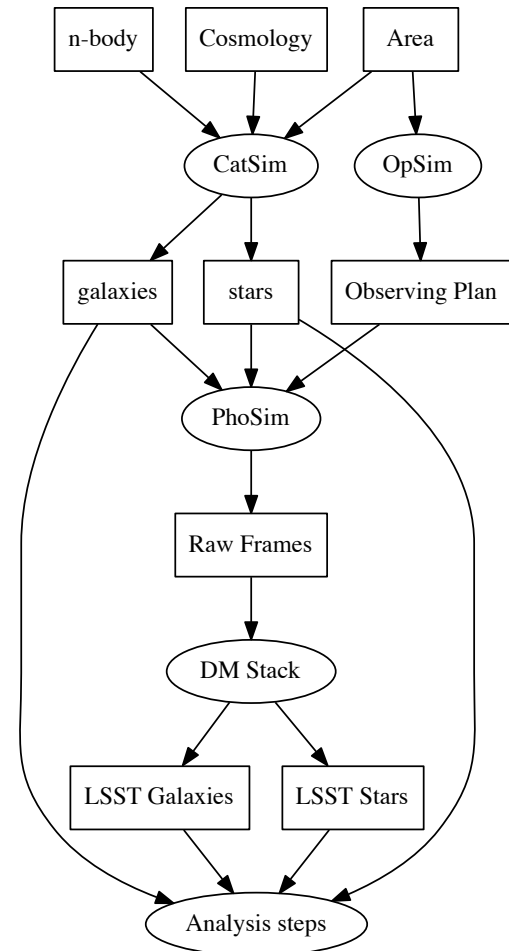 n-body
Cosmology
Area
CatSim
OpSim
galaxies
stars
Observing Plan
PhoSim
Raw Frames
DM Stack
LSST Galaxies
LSST Stars
Analysis steps